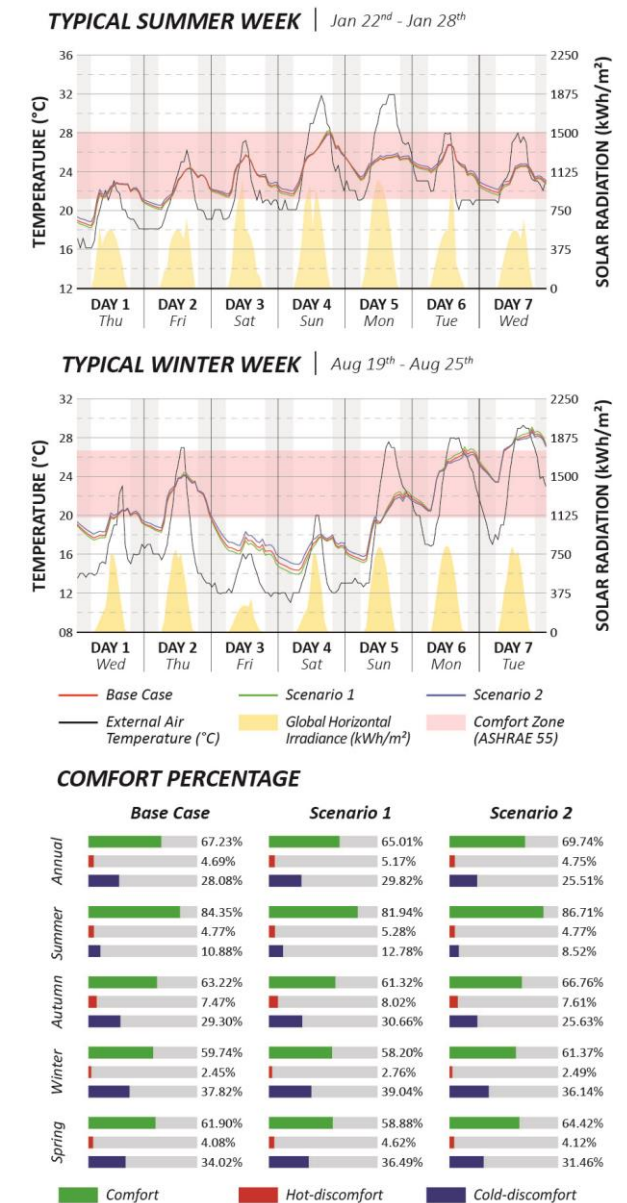 TYPICAL SUMMER WEEK | Jan 22nd - Jan 28th
TEMPERATURE (°C)
36
32
28
24
20
16
12
2250
1875
1500
1125
750
375
0
SOLAR RADIATION (kWh/m²)
DAY 1 DAY 2 DAY 3 DAY 4 DAY 5 DAY 6 DAY 7
Thu Fri Sat Sun Mon Tue Wed
TYPICAL WINTER WEEK | Aug 19th - Aug 25th
TEMPERATURE (°C)
32
28
24
20
16
12
08
2250
1875
1500
1125
750
375
0
SOLAR RADIATION (kWh/m²)
DAY 1 DAY 2 DAY 3 DAY 4 DAY 5 DAY 6 DAY 7
Wed Thu Fri Sat Sun Mon Tue
Base Case Scenario 1 Scenario 2
External Air Temperature (°C)
Global Horizontal Irradiance (kWh/m²)
Comfort Zone (ASHRAE 55)
COMFORT PERCENTAGE
Base Case Scenario 1 Scenario 2
Annual
67.23% 65.01% 69.74%
4.69% 5.17% 4.75%
28.08% 29.82% 25.51%
Summer
84.35% 81.94% 86.71%
4.77% 5.28% 4.77%
10.88% 12.78% 8.52%
Autumn
63.22% 61.32% 66.76%
7.47% 8.02% 7.61%
29.30% 30.66% 25.63%
Winter
59.74% 58.20% 61.37%
2.45% 2.76% 2.49%
37.82% 39.04% 36.14%
Spring
61.90% 58.88% 64.42%
4.08% 4.62% 4.12%
34.02% 36.49% 31.46%
Comfort Hot-discomfort Cold-discomfort